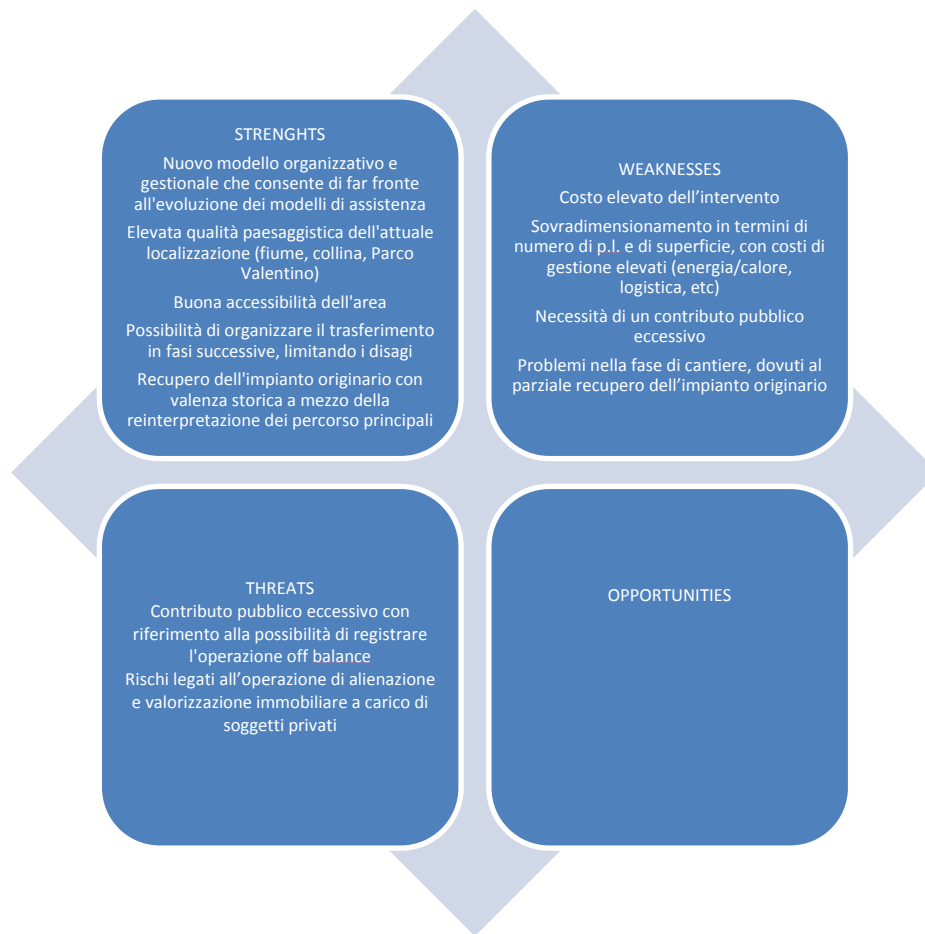 STRENGHTS
Nuovo modello organizzativo e
gestionale che consente di far fronte
all'evoluzione dei modelli di assistenza
Elevata qualità paesaggistica dell'attuale
localizzazione (fiume, collina, Parco
Valentino)
Buona accessibilità dell'area
Possibilità di organizzare il trasferimento
in fasi successive, limitando i disagi
Recupero dell'impianto originario con
valenza storica a mezzo della
reinterpretazione dei percorso principali
WEAKNESSES
Costo elevato dell’intervento
Sovradimensionamento in termini di
numero di p.l. e di superficie, con costi di
gestione elevati (energia/calore,
logistica, etc)
Necessità di un contributo pubblico
eccessivo
Problemi nella fase di cantiere, dovuti al
parziale recupero dell’impianto originario
THREATS
Contributo pubblico eccessivo con
riferimento alla possibilità di registrare
l'operazione off balance
Rischi legati all’operazione di alienazione
e valorizzazione immobiliare a carico di
soggetti privati
OPPORTUNITIES